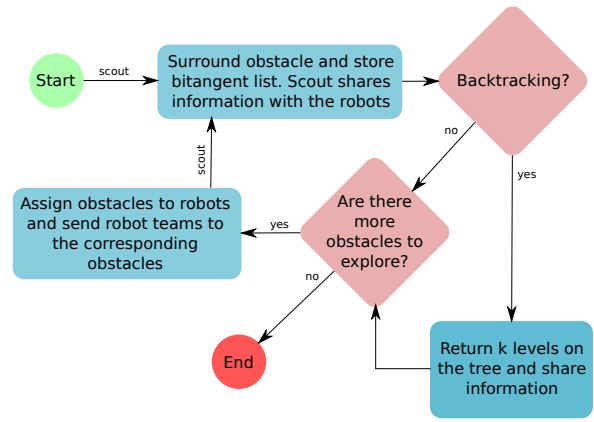 Start
scout
Surround obstacle and store
bitangent list. Scout shares
information with the robots
Backtracking?
no
yes
scout
Assign obstacles to robots
and send robot teams to
the corresponding
obstacles
yes
Are there
more
obstacles to
explore?
no
End
Return k levels on
the tree and share
information